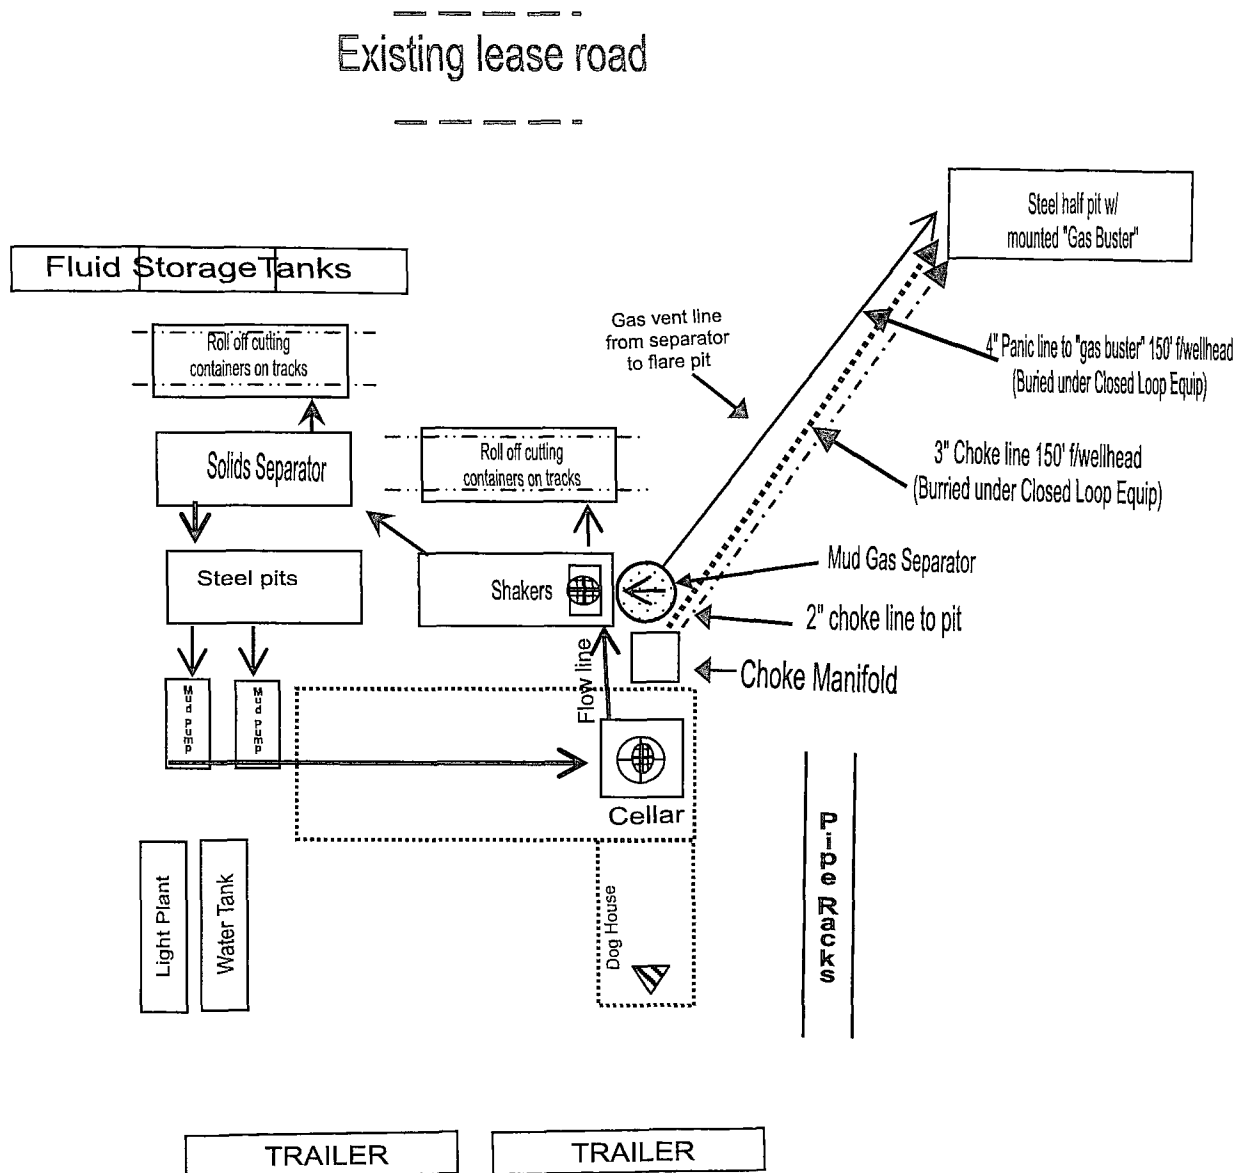 Existing lease road
Steel half pit w/
mounted "Gas Buster"
Fluid StorageTanks
Roll off cutting
containers on tracks
Gas vent line
from separator
to flare pit
4" Panic line to "gas buster" 150' f/wellhead
(Buried under Closed Loop Equip)
Solids Separator
Roll off cutting
containers on tracks
3" Choke line 150' f/wellhead
(Burried under Closed Loop Equip)
Steel pits
Shakers
Mud Gas Separator
2" choke line to pit
Choke Manifold
Flow line
Mud pump
Mud pump
Cellar
Pipe Racks
Light Plant
Water Tank
Dog House
TRAILER
TRAILER